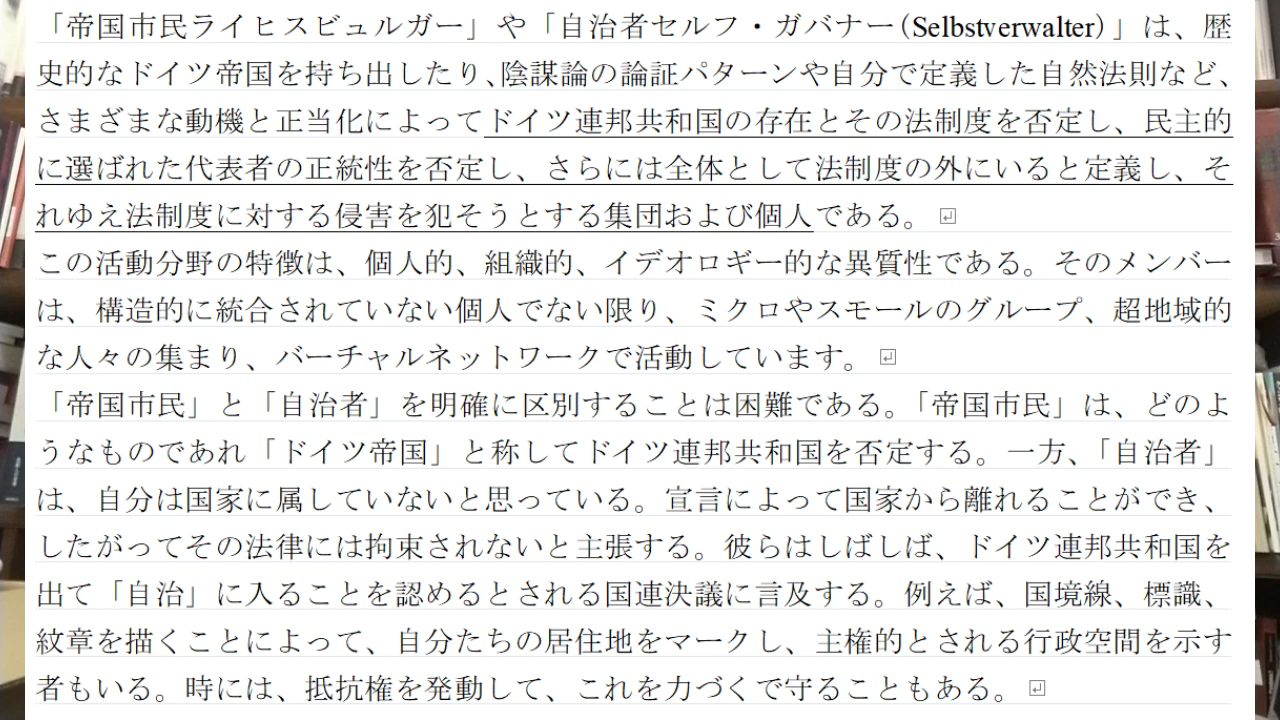 「帝国市民ライヒスビュルガー」や「自治者セルフ・ガバナー(Selbstverwalter)」は、歴
史的なドイツ帝国を持ち出したり、陰謀論の論証パターンや自分で定義した自然法則など、
さまざまな動機と正当化によってドイツ連邦共和国の存在とその法制度を否定し、民主的
に選ばれた代表者の正統性を否定し、さらには全体として法制度の外にいると定義し、そ
れゆえ法制度に対する侵害を犯そうとする集団および個人である。
この活動分野の特徴は、個人的、組織的、イデオロギー的な異質性である。そのメンバー
は、構造的に統合されていない個人でない限り、ミクロやスモールのグループ、超地域的
な人々の集まり、バーチャルネットワークで活動しています。
「帝国市民」と「自治者」を明確に区別することは困難である。「帝国市民」は、どのよ
うなものであれ「ドイツ帝国」と称してドイツ連邦共和国を否定する。一方、「自治者」
は、自分は国家に属していないと思っている。宣言によって国家から離れることができ、
したがってその法律には拘束されないと主張する。彼らはしばしば、ドイツ連邦共和国を
出て「自治」に入ることを認めるとされる国連決議に言及する。例えば、国境線、標識、
紋章を描くことによって、自分たちの居住地をマークし、主権的とされる行政空間を示す
者もいる。時には、抵抗権を発動して、これを力づくで守ることもある。